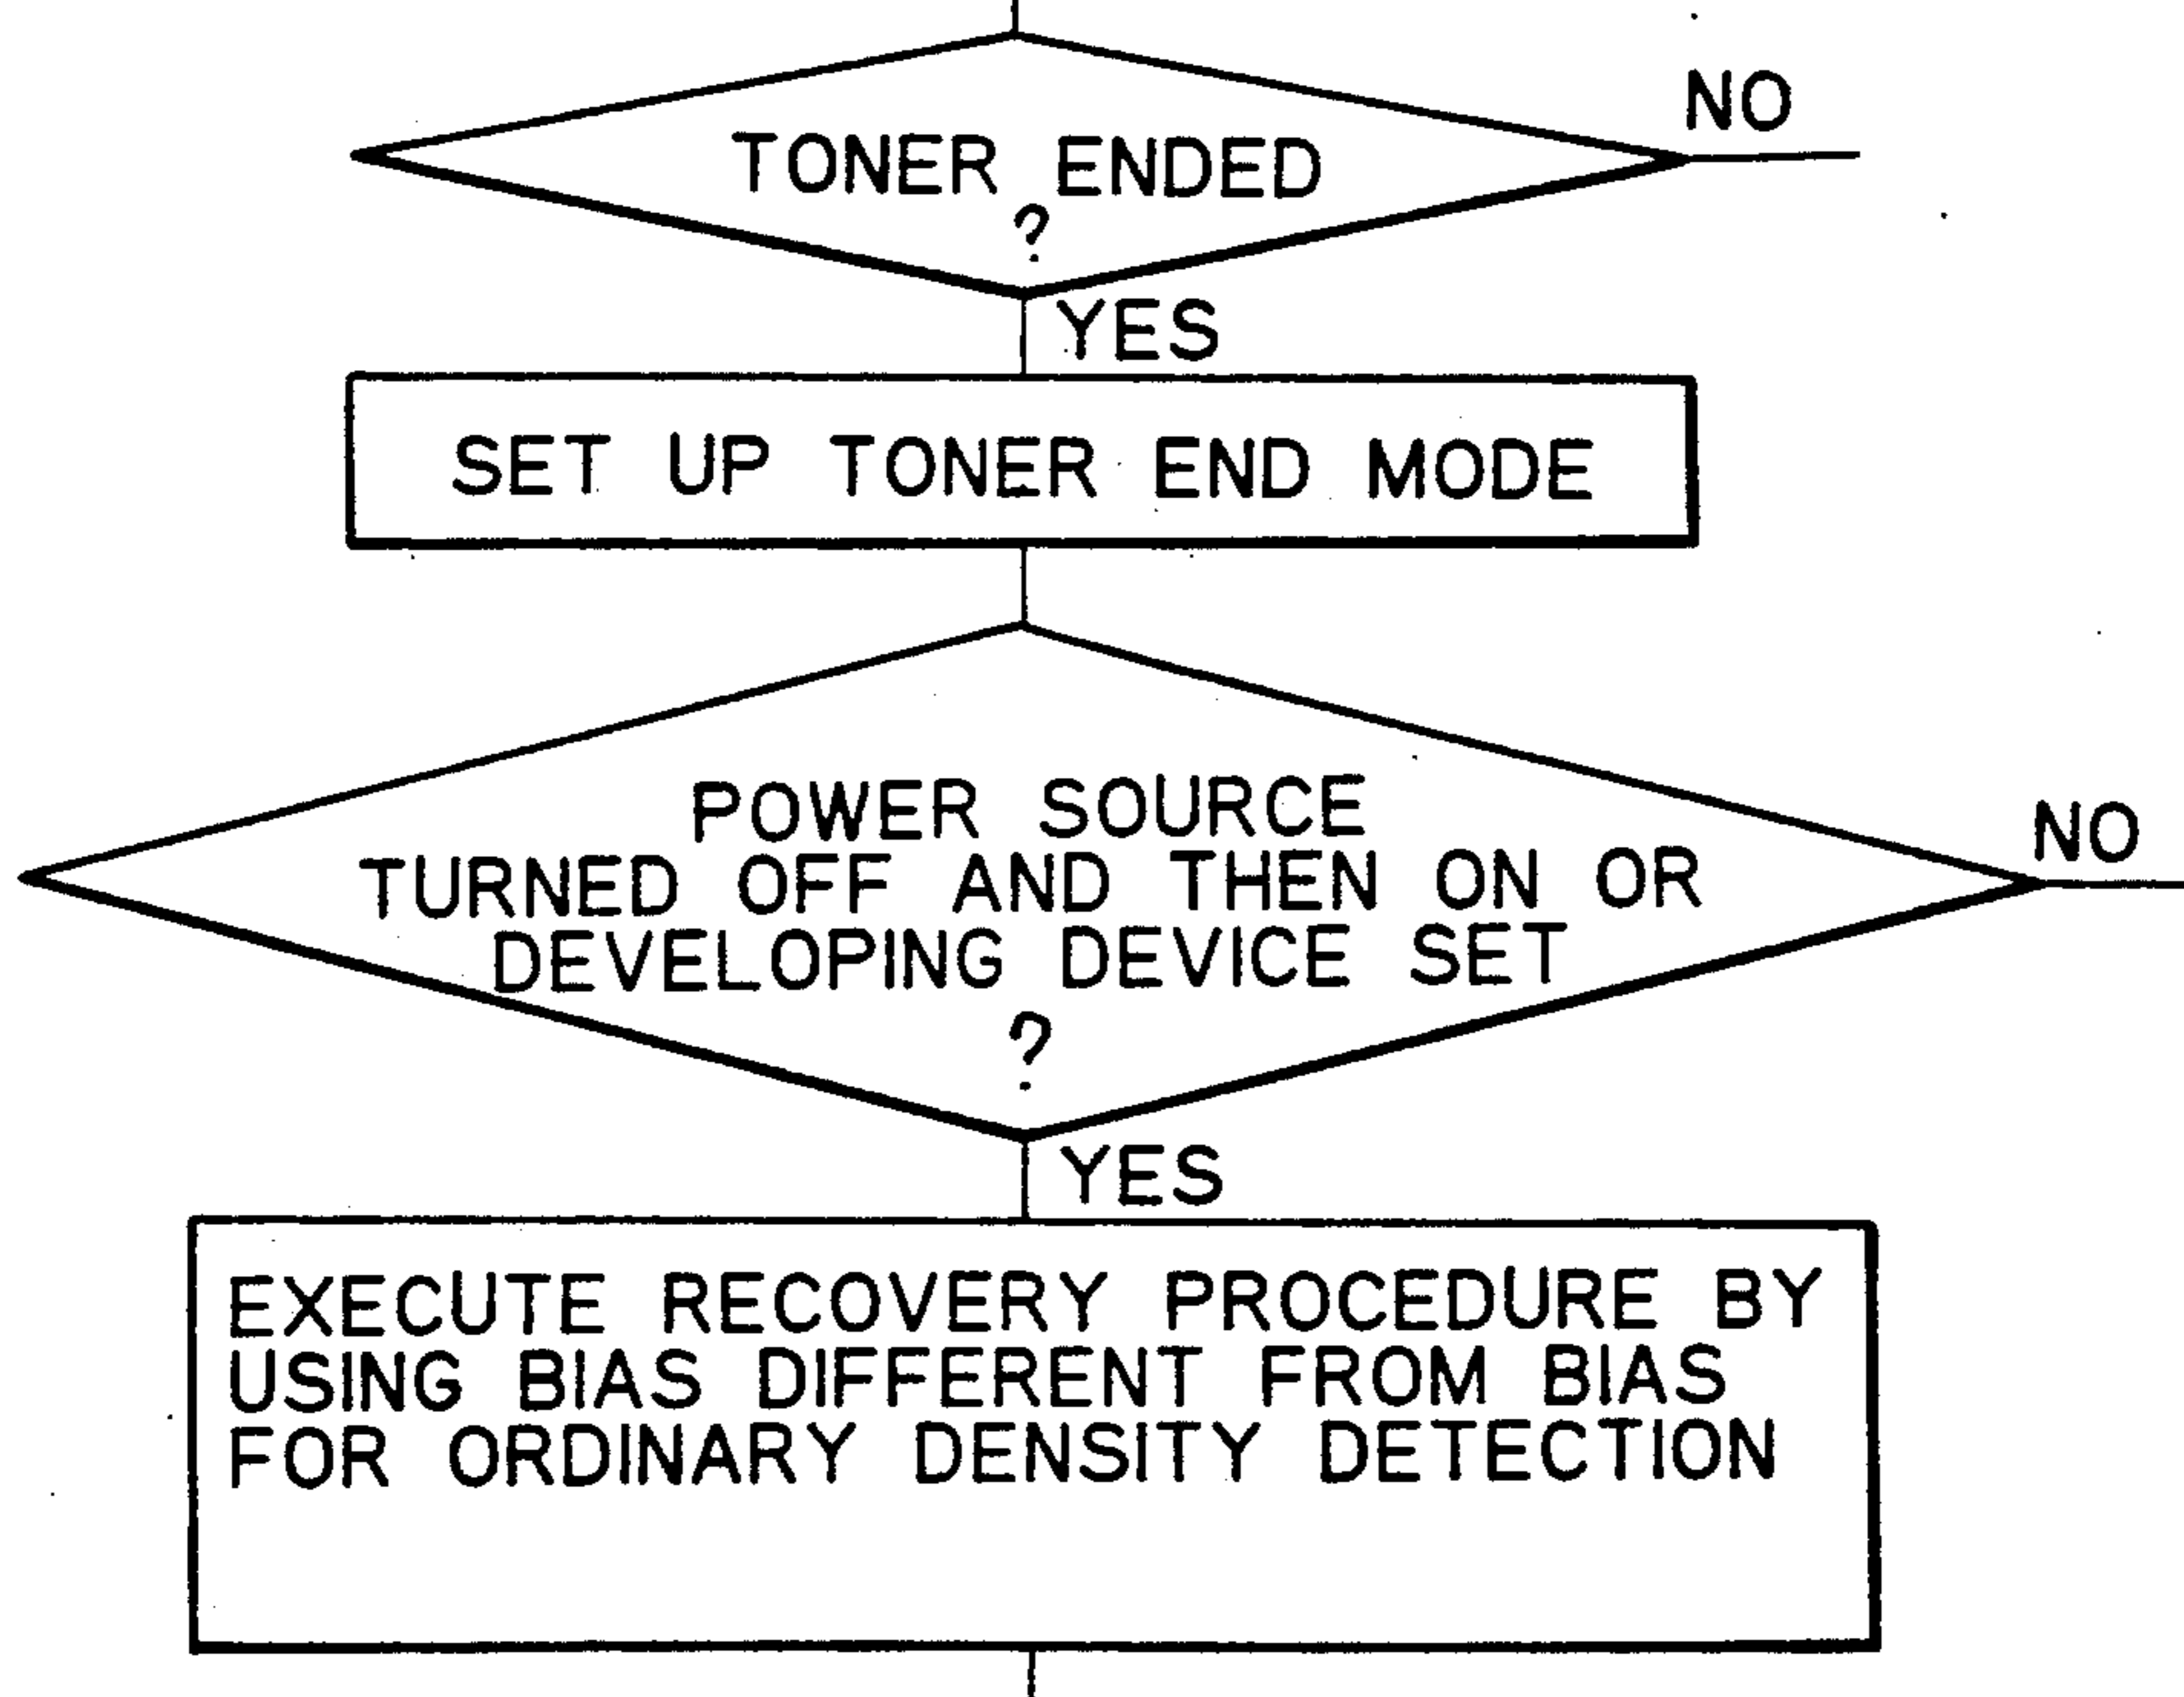 NO
TONER ENDED
?
YES
SET UP TONER END MODE
POWER SOURCE
NO
TURNED OFF AND THEN ON OR
DEVELOPING DEVICE SET
?
YES
EXECUTE RECOVERY PROCEDURE BY
USING BIAS DIFFERENT FROM BIAS
FOR ORDINARY DENSITY DETECTION